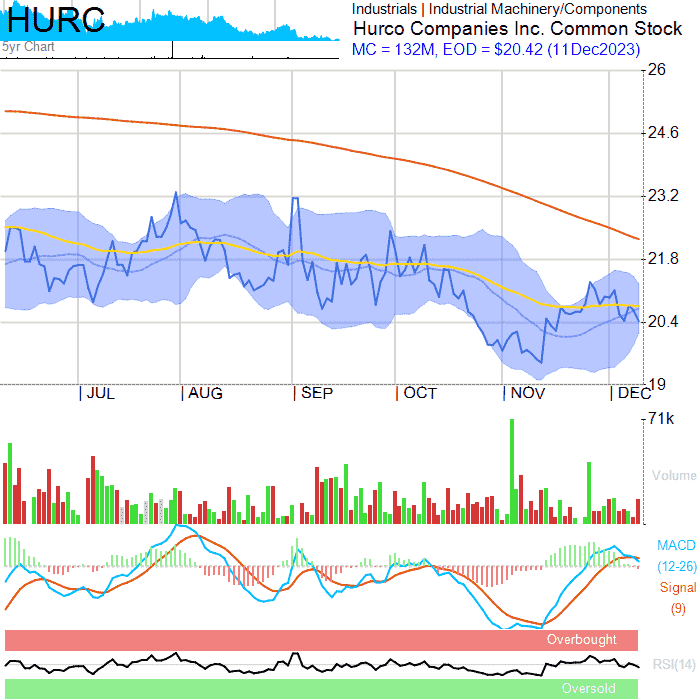 HURC
5yr Chart
Industrials | Industrial Machinery/Components
Hurco Companies Inc. Common Stock
MC = 132M, EOD = $20.42 (11Dec2023)
26
24.6
23.2
21.8
20.4
19
JUL AUG SEP OCT NOV DEC
71k
Volume
MACD
(12-26)
Signal
(9)
Overbought
RSI(14)
Oversold